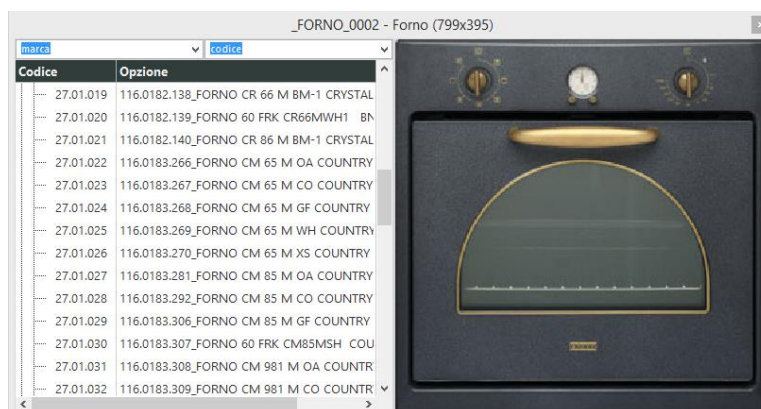 _FORNO_0002 - Forno (799x395)
marca codice
Codice Opzione
27.01.019 116.0182.138_FORNO CR 66 M BM-1 CRYSTAL
27.01.020 116.0182.139_FORNO 60 FRK CR66MWH1 BN
27.01.021 116.0182.140_FORNO CR 86 M BM-1 CRYSTAL
27.01.022 116.0183.266_FORNO CM 65 M OA COUNTRY
27.01.023 116.0183.267_FORNO CM 65 M CO COUNTRY
27.01.024 116.0183.268_FORNO CM 65 M GF COUNTRY
27.01.025 116.0183.269_FORNO CM 65 M WH COUNTRY
27.01.026 116.0183.270_FORNO CM 65 M XS COUNTRY
27.01.027 116.0183.281_FORNO CM 85 M OA COUNTRY
27.01.028 116.0183.292_FORNO CM 85 M CO COUNTRY
27.01.029 116.0183.306_FORNO CM 85 M GF COUNTRY
27.01.030 116.0183.307_FORNO 60 FRK CM85MSH COU
27.01.031 116.0183.308_FORNO CM 981 M OA COUNTR
27.01.032 116.0183.309_FORNO CM 981 M CO COUNTR